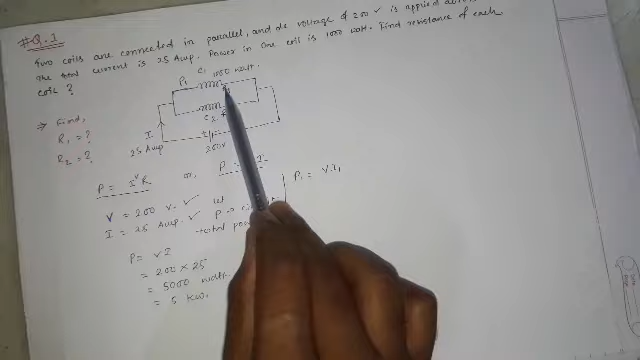 #Q.1
Two coils are connected in parallel, and dc voltage of 200 v is applied
the total current is 25 Amp. Power in one coil is 1000 watt. Find resistance of each
coil ?
P1 C1 1000 watt.
⇒ Find,
R1 = ?
R2 = ?
I
25 Amp
C2
200v
P = I²R or, P = I
V = 200 v. ✓ let
I = 25 Amp. ✓ P →
total
P1 = V.I1
P = VI
= 200 × 25
= 5000 watt.
= 5 kw.